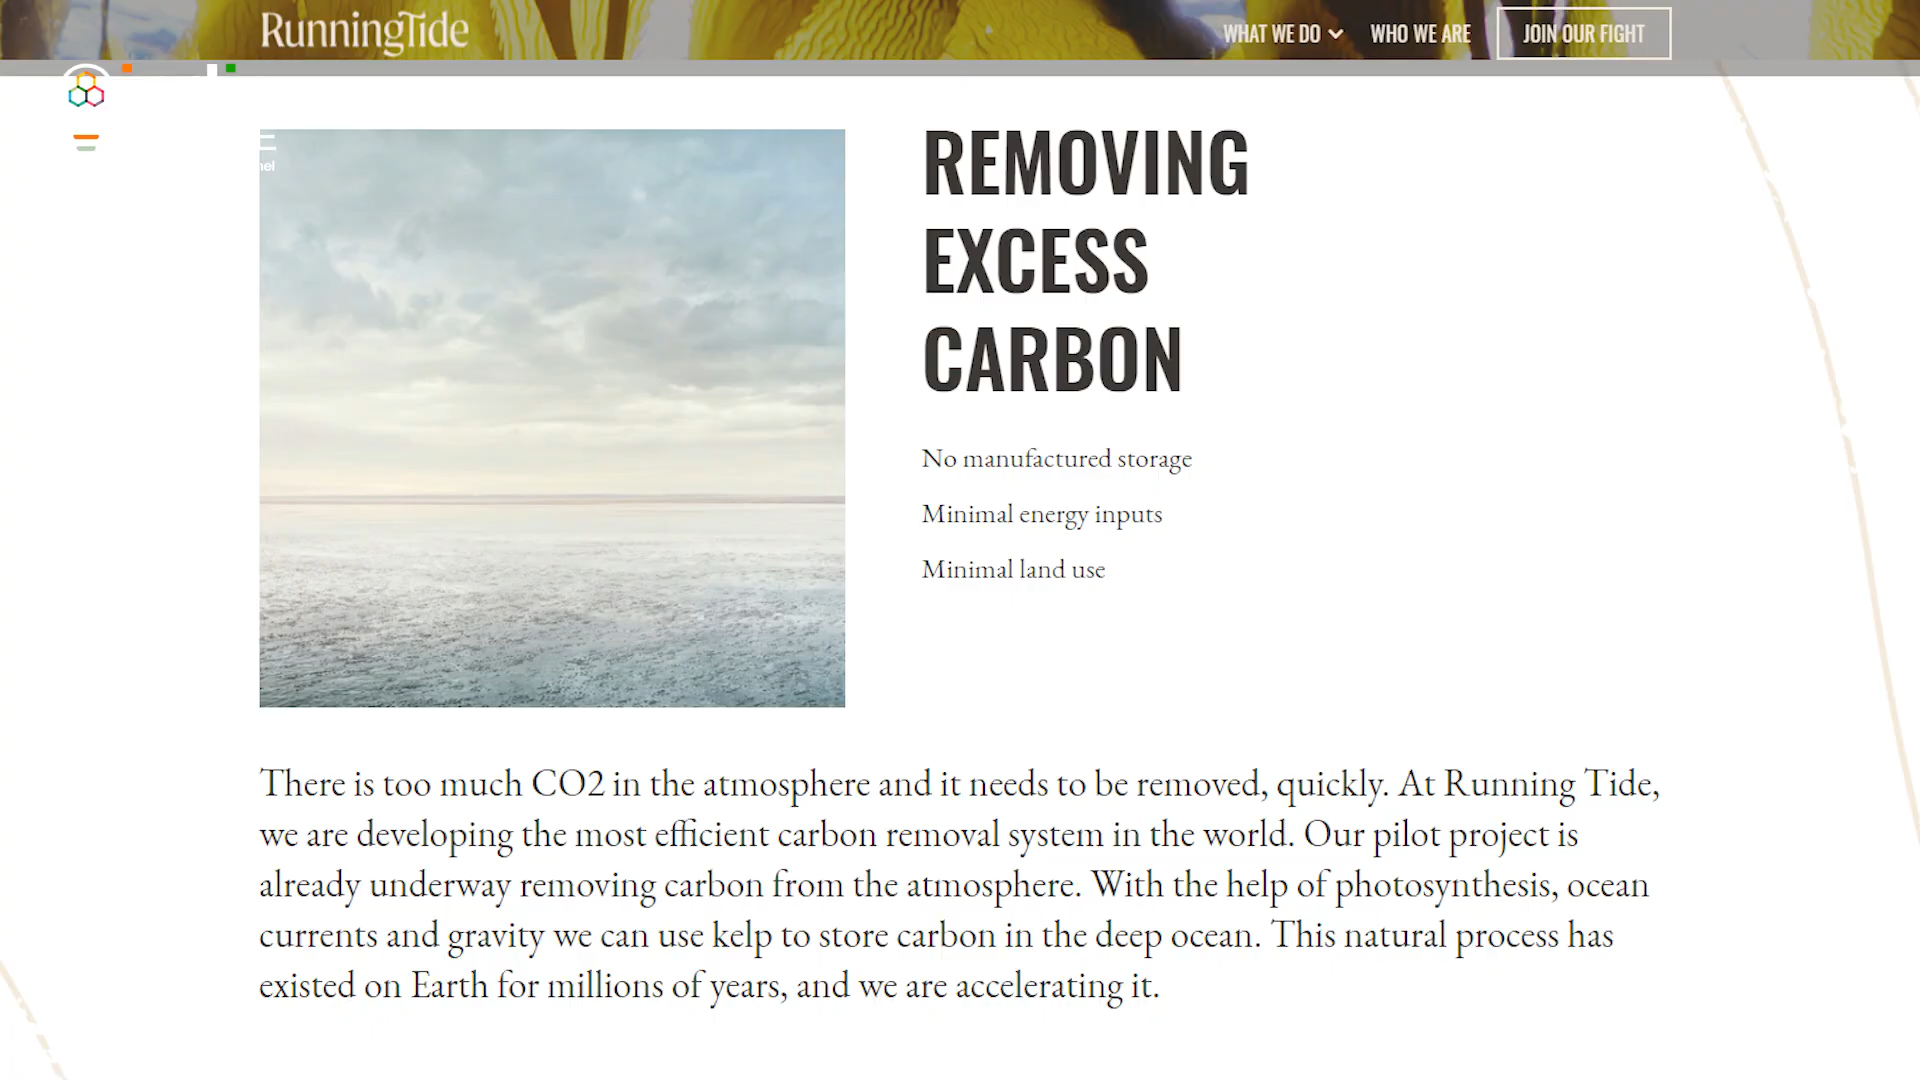 RunningTide
WHAT WE DO
WHO WE ARE
JOIN OUR FIGHT
REMOVING
EXCESS
CARBON
No manufactured storage
Minimal energy inputs
Minimal land use
There is too much CO2 in the atmosphere and it needs to be removed, quickly. At Running Tide,
we are developing the most efficient carbon removal system in the world. Our pilot project is
already underway removing carbon from the atmosphere. With the help of photosynthesis, ocean
currents and gravity we can use kelp to store carbon in the deep ocean. This natural process has
existed on Earth for millions of years, and we are accelerating it.